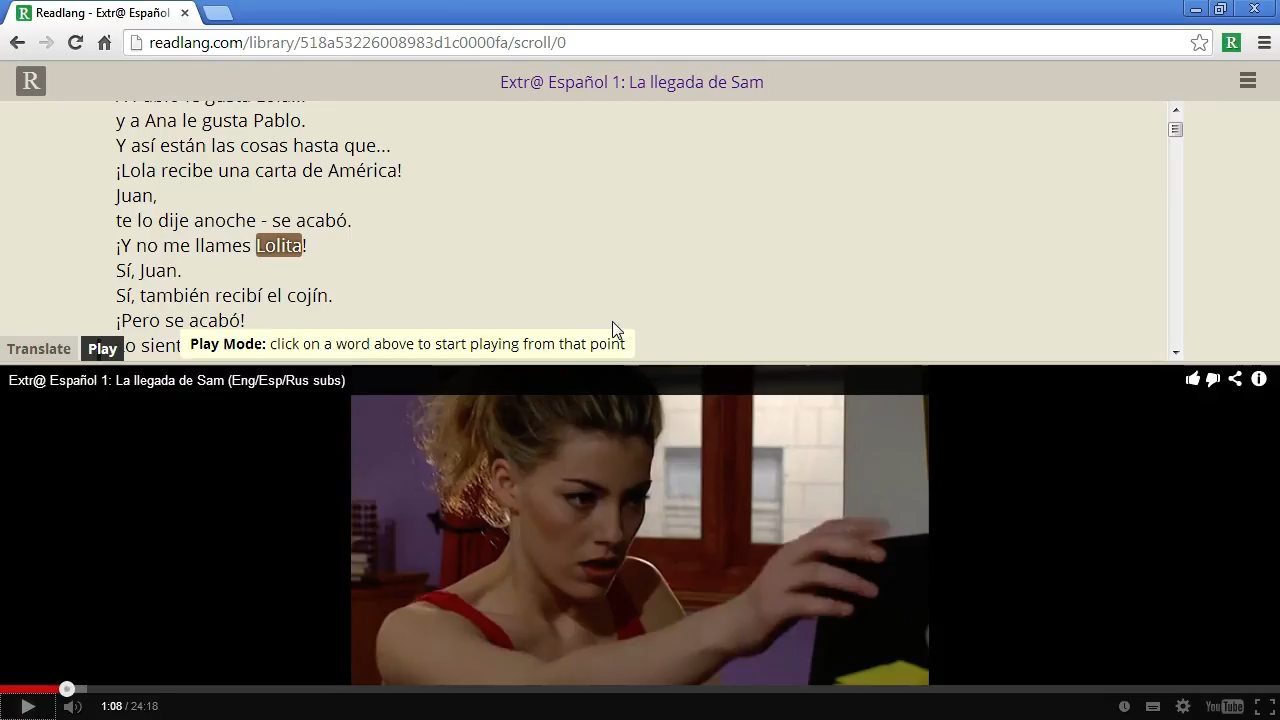 Readlang - Extr@ Español
readlang.com/library/518a53226008983d1c0000fa/scroll/0
R
R
Extr@ Español 1: La llegada de Sam
y a Ana le gusta Pablo.
Y así están las cosas hasta que...
¡Lola recibe una carta de América!
Juan,
te lo dije anoche - se acabó.
¡Y no me llames Lolita!
Sí, Juan.
Sí, también recibí el cojín.
¡Pero se acabó!
Translate Play o sient
Play Mode: click on a word above to start playing from that point
Extr@ Español 1: La llegada de Sam (Eng/Esp/Rus subs)
1:08 / 24:18
YouTube